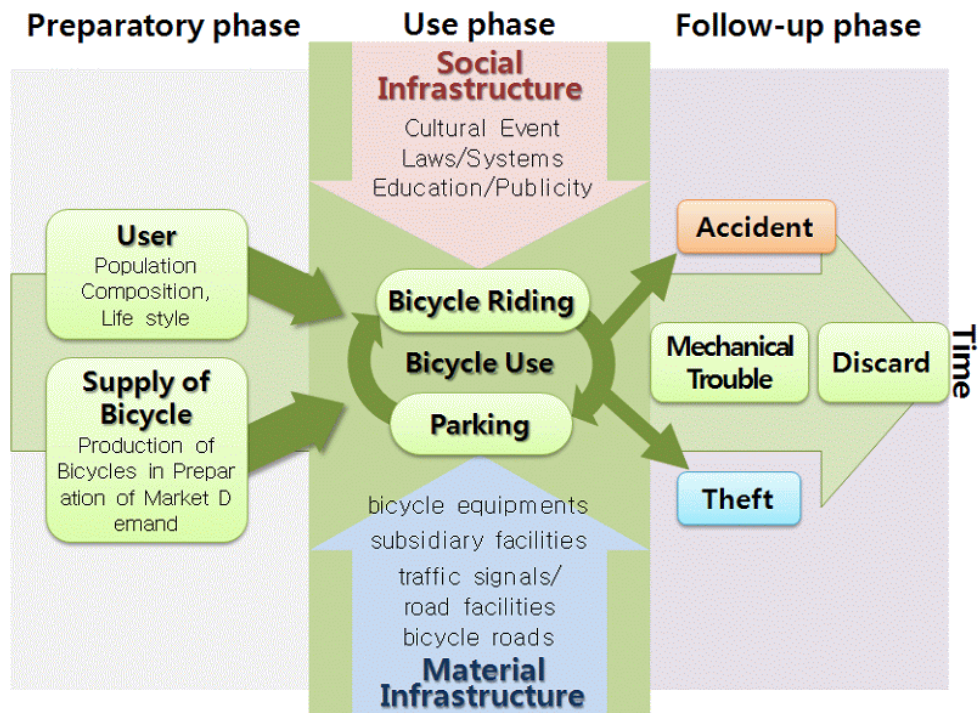 Preparatory phase
Use phase
Follow-up phase
Social
Infrastructure
Cultural Event
Laws/Systems
Education/Publicity
User
Population
Composition,
Life style
Supply of
Bicycle
Production of
Bicycles in Prepar
ation of Market D
emand
Bicycle Riding
Bicycle Use
Parking
bicycle equipments
subsidiary facilities
traffic signals/
road facilities
bicycle roads
Material
Infrastructure
Accident
Mechanical
Trouble
Discard
Theft
Time